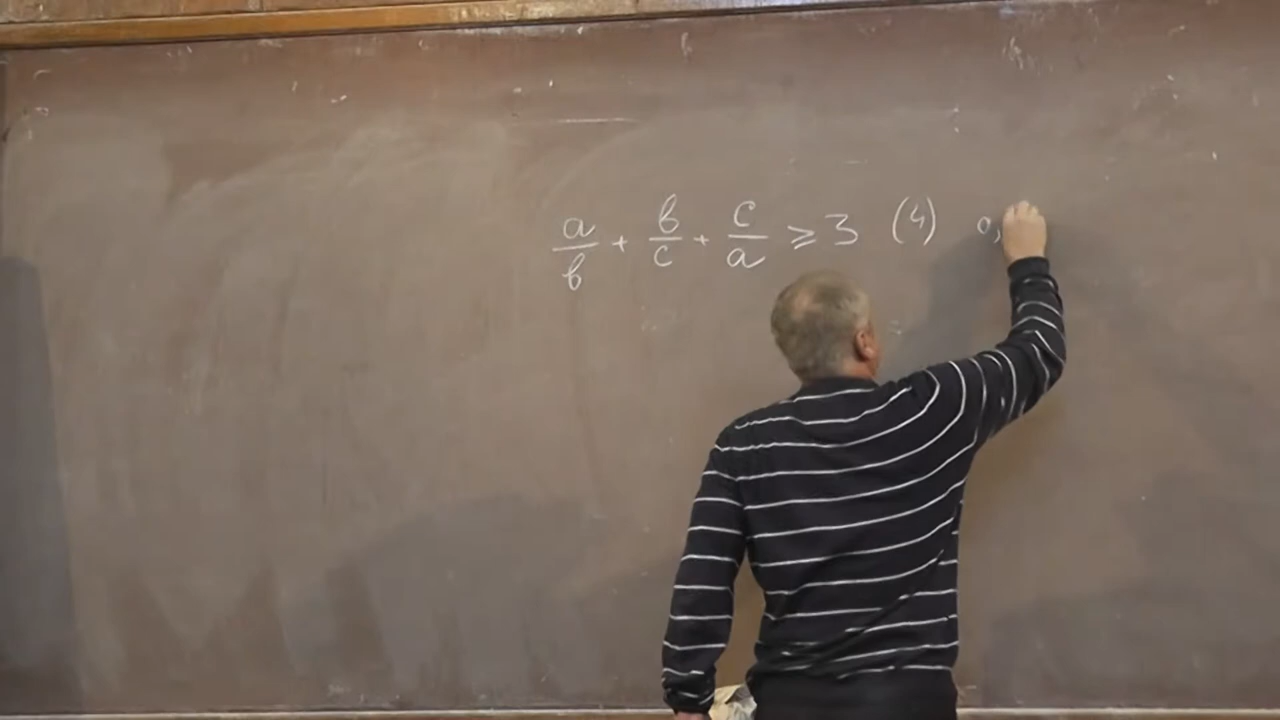 a/b + b/c + c/a ≥ 3 (4) a,